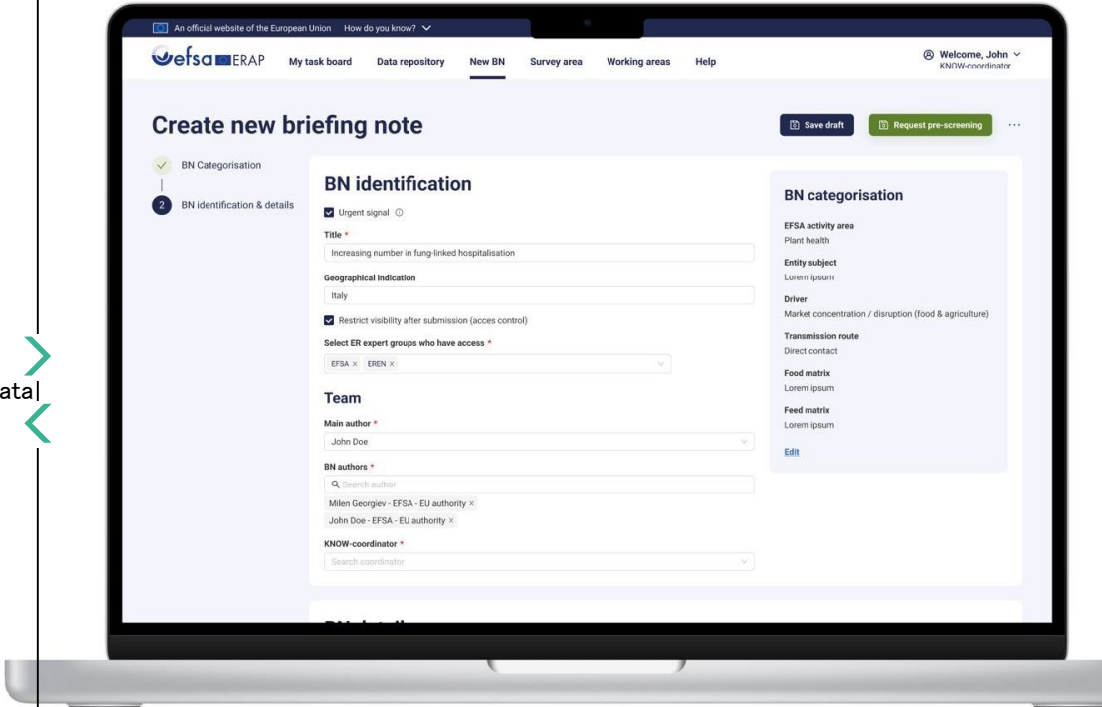 An official website of the European Union How do you know?
efsa ERAP My task board Data repository New BN Survey area Working areas Help
Welcome, John
KNOW-coordinator
Create new briefing note
Save draft
Request pre-screening
BN Categorisation
2 BN identification & details
BN identification
Urgent signal
Title *
Increasing number in fung-linked hospitalisation
Geographical Indication
Italy
Restrict visibility after submission (acces control)
Select ER expert groups who have access *
EFSA × EREN ×
Team
Main author *
John Doe
BN authors *
Search author
Milen Georgiev - EFSA - EU authority ×
John Doe - EFSA - EU authority ×
KNOW-coordinator *
Search coordinator
BN categorisation
EFSA activity area
Plant health
Entity subject
Lorem ipsum
Driver
Market concentration / disruption (food & agriculture)
Transmission route
Direct contact
Food matrix
Lorem ipsum
Feed matrix
Lorem ipsum
Edit
ata|